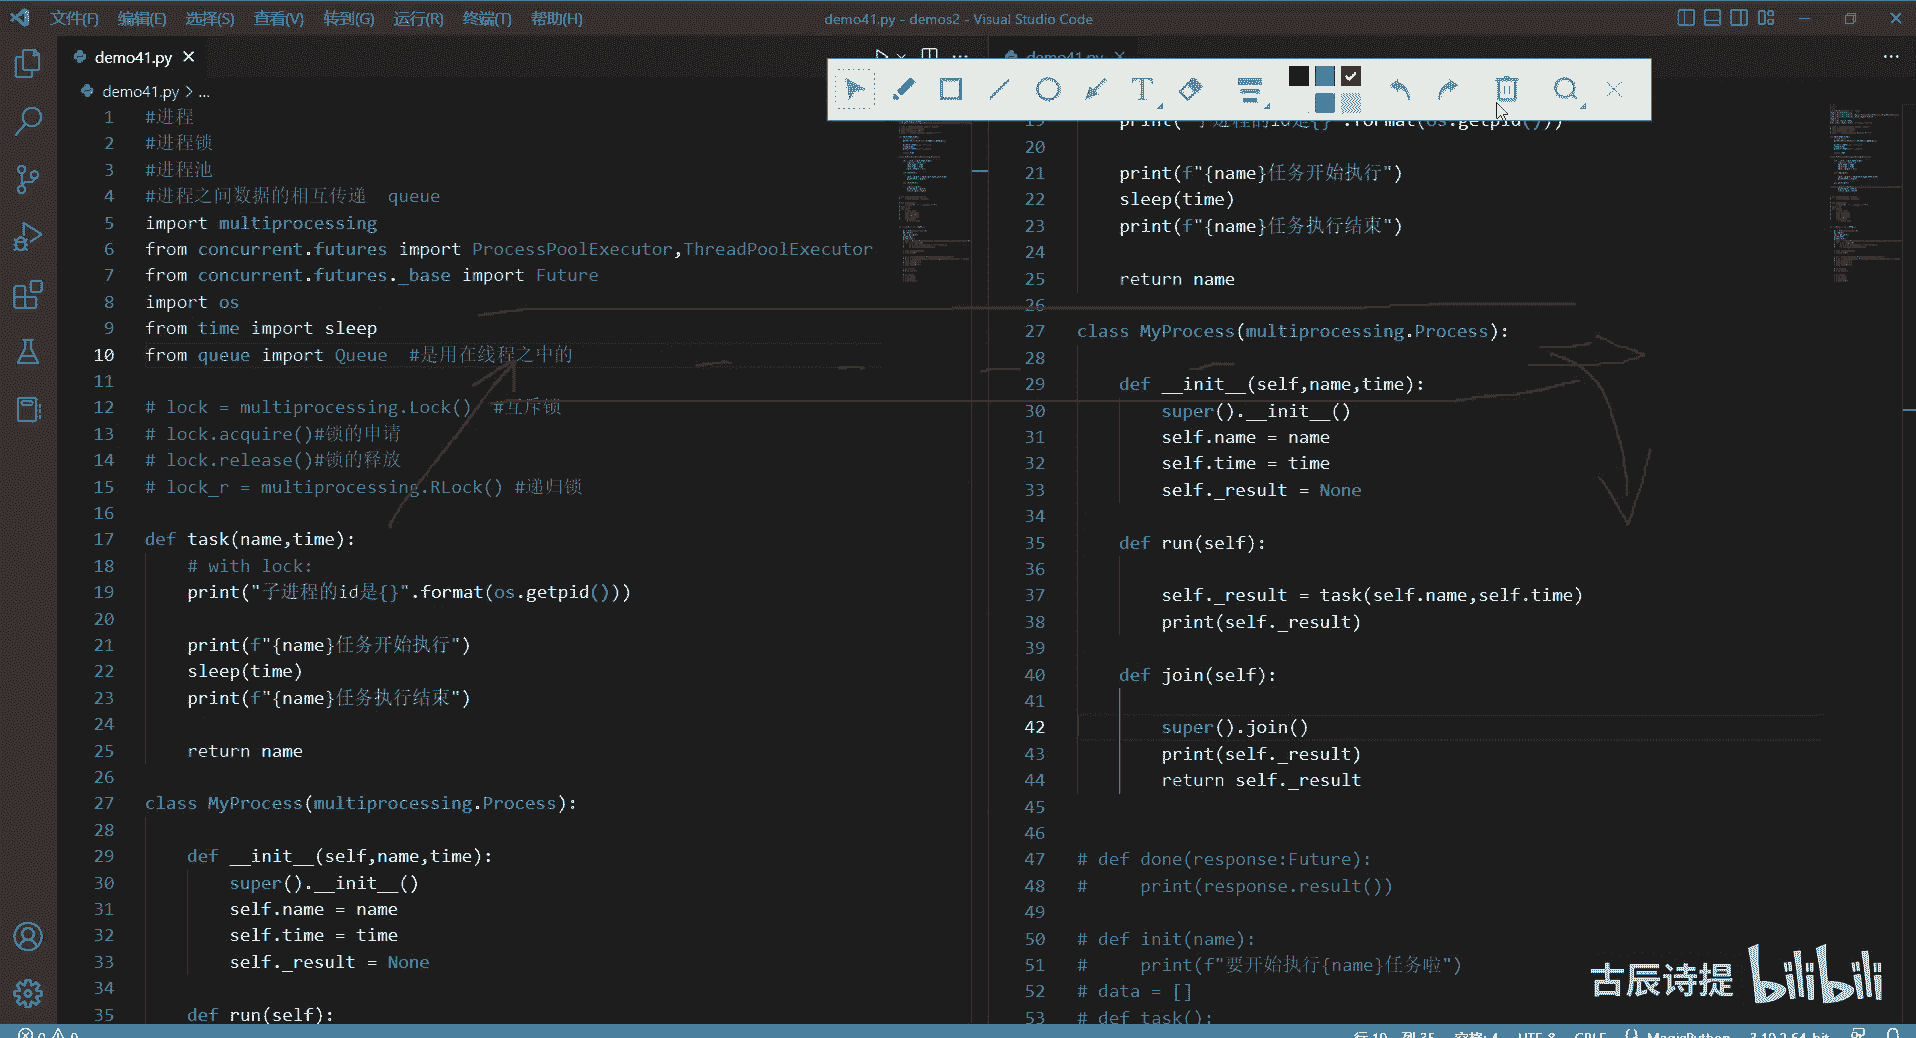 文件(F) 编辑(E) 选择(S) 查看(V) 转到(G) 运行(R) 终端(T) 帮助(H)
demo41.py - demos2 - Visual Studio Code
demo41.py
demo41.py > ...
1 #进程
2 #进程锁
3 #进程池
4 #进程之间数据的相互传递 queue
5 import multiprocessing
6 from concurrent.futures import ProcessPoolExecutor,ThreadPoolExecutor
7 from concurrent.futures._base import Future
8 import os
9 from time import sleep
10 from queue import Queue #是用在线程之中的
11
12 # lock = multiprocessing.Lock() #互斥锁
13 # lock.acquire()#锁的申请
14 # lock.release()#锁的释放
15 # lock_r = multiprocessing.RLock() #递归锁
16
17 def task(name,time):
18 # with lock:
19 print("子进程的id是{}".format(os.getpid()))
20
21 print(f"{name}任务开始执行")
22 sleep(time)
23 print(f"{name}任务执行结束")
24
25 return name
26
27 class MyProcess(multiprocessing.Process):
28
29 def __init__(self,name,time):
30 super().__init__()
31 self.name = name
32 self.time = time
33 self._result = None
34
35 def run(self):
demo41.py
19 print("子进程的id是{}".format(os.getpid()))
20
21 print(f"{name}任务开始执行")
22 sleep(time)
23 print(f"{name}任务执行结束")
24
25 return name
26
27 class MyProcess(multiprocessing.Process):
28
29 def __init__(self,name,time):
30 super().__init__()
31 self.name = name
32 self.time = time
33 self._result = None
34
35 def run(self):
36
37 self._result = task(self.name,self.time)
38 print(self._result)
39
40 def join(self):
41
42 super().join()
43 print(self._result)
44 return self._result
45
46
47 # def done(response:Future):
48 # print(response.result())
49
50 # def init(name):
51 # print(f"要开始执行{name}任务啦")
52 # data = []
53 # def task():
古辰诗提 bilibili
行 19, 列 35 空格: 4 UTF-8 CRLF MagicPython 3.10.2 64-bit